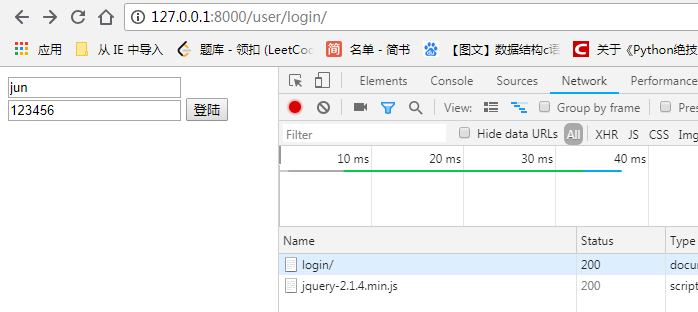 127.0.0.1:8000/user/login/
应用 从 IE 中导入 题库 - 领扣 (LeetCo 简 名单 - 简书 【图文】数据结构c语 C 关于《Python绝技
jun
123456 登陆
Elements Console Sources Network Performance
View: Group by frame Pres
Filter Hide data URLs All XHR JS CSS Img
10 ms 20 ms 30 ms 40 ms
Name Status Type
login/ 200 docu
jquery-2.1.4.min.js 200 script